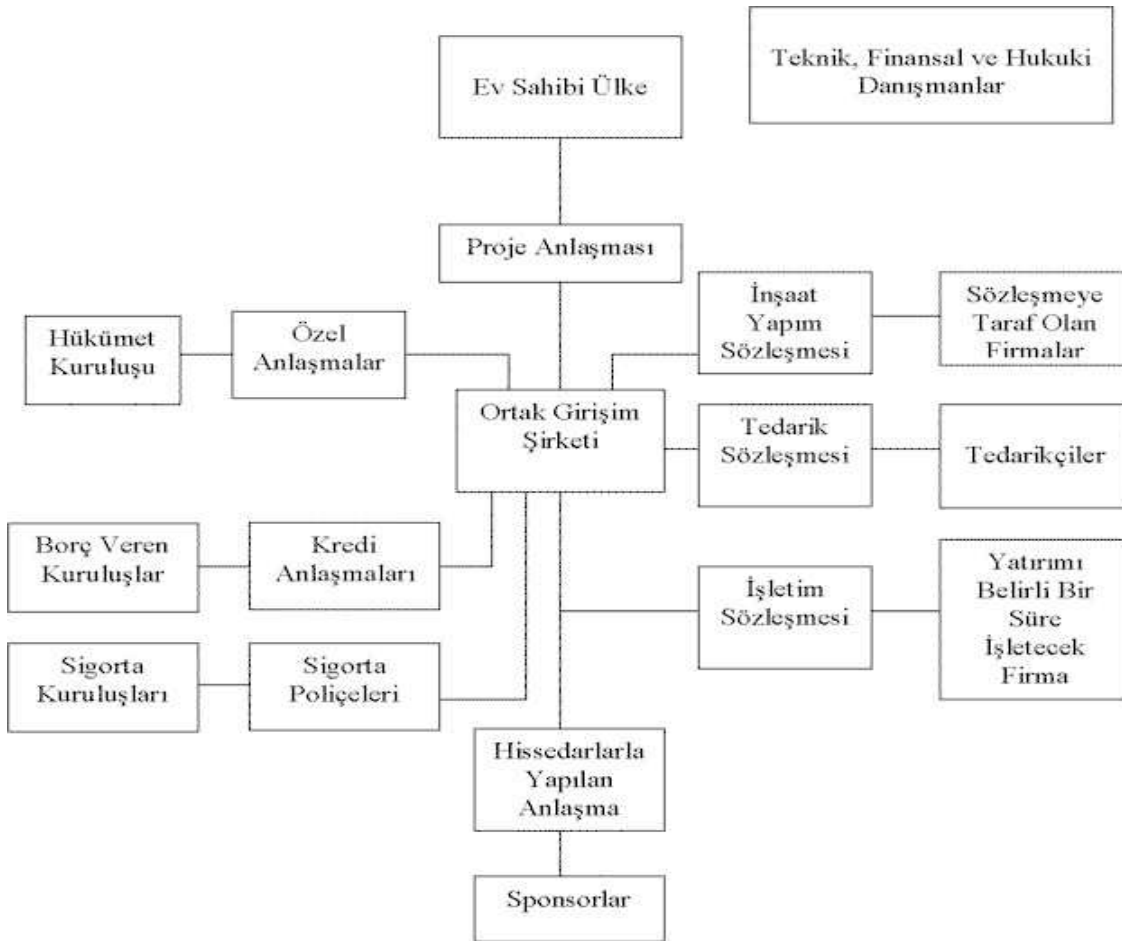 Ev Sahibi Ülke
Teknik, Finansal ve Hukuki
Danışmanlar
Proje Anlaşması
Hükümet
Kuruluşu
Özel
Anlaşmalar
İnşaat
Yapım
Sözleşmesi
Sözleşmeye
Taraf Olan
Firmalar
Ortak Girişim
Şirketi
Tedarik
Sözleşmesi
Tedarikçiler
Borç Veren
Kuruluşlar
Kredi
Anlaşmaları
İşletim
Sözleşmesi
Yatırımı
Belirli Bir
Süre
İşletecek
Firma
Sigorta
Kuruluşları
Sigorta
Poliçeleri
Hissedarlarla
Yapılan
Anlaşma
Sponsorlar